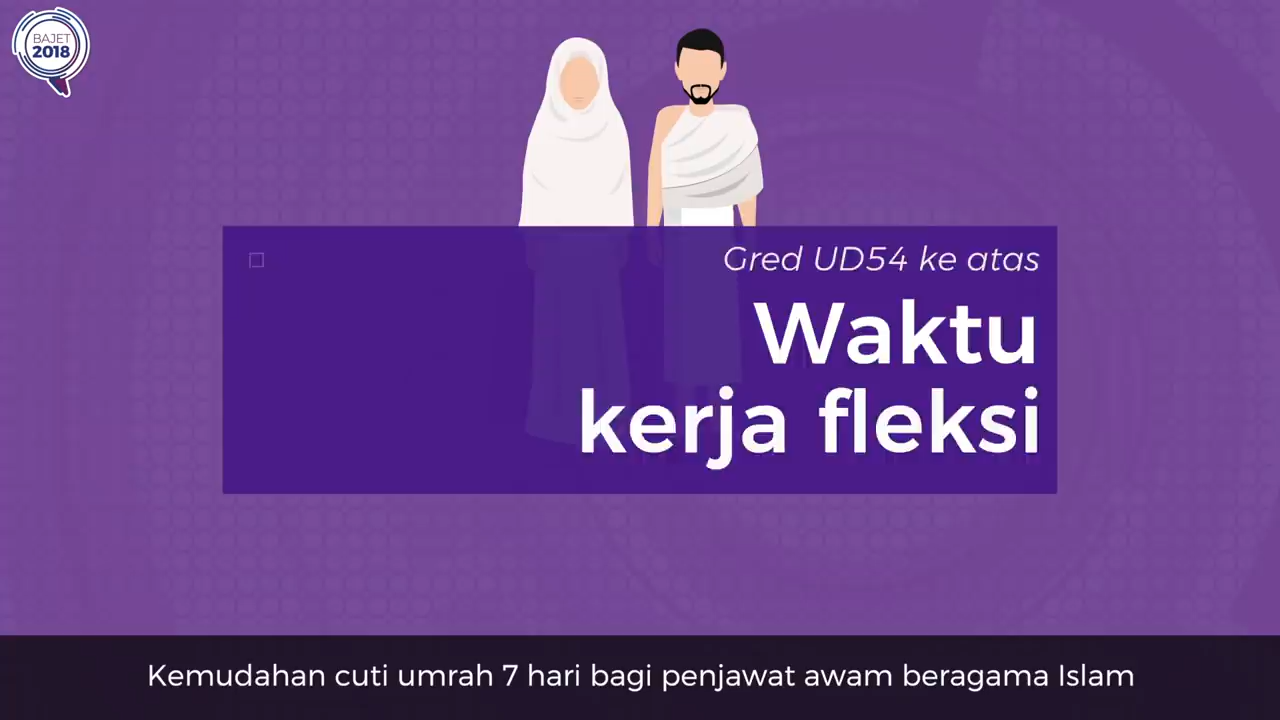 BAJET
2018
Gred UD54 ke atas
Waktu
kerja fleksi
Kemudahan cuti umrah 7 hari bagi penjawat awam beragama Islam